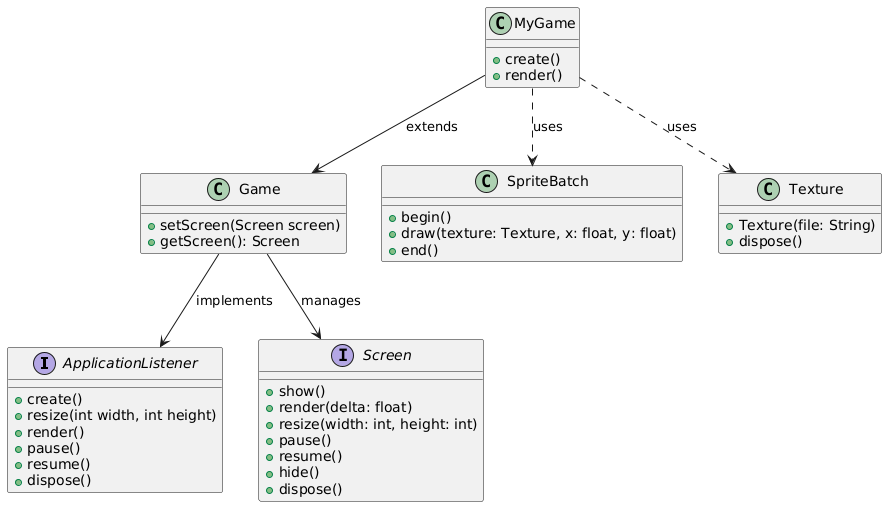 C MyGame
create()
render()
extends
uses
uses
C Game
setScreen(Screen screen)
getScreen(): Screen
C SpriteBatch
begin()
draw(texture: Texture, x: float, y: float)
end()
C Texture
Texture(file: String)
dispose()
implements
manages
I ApplicationListener
create()
resize(int width, int height)
render()
pause()
resume()
dispose()
I Screen
show()
render(delta: float)
resize(width: int, height: int)
pause()
resume()
hide()
dispose()